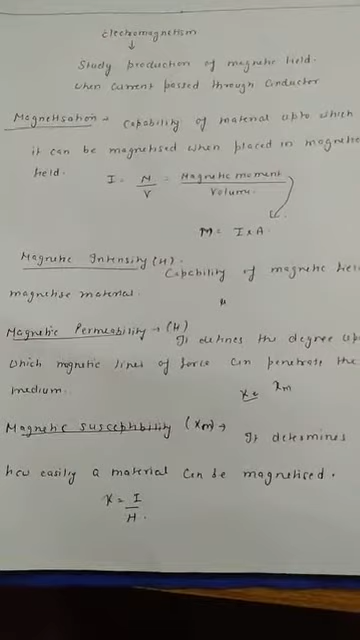 Electromagnetism
↓
Study production of magnetic field.
when current passed through conductor
Magnetisation → Capability of material upto which
it can be magnetised when placed in magnetic
field. I = M/V = Magnetic moment/Volume
M = I x A
Magnetic Intensity (H)
Capability of magnetic field
magnetise material.
Magnetic Permeability → (H)
It defines the degree up
which magnetic lines of force can penetrate the
medium.
χm
Magnetic susceptibility (χm) →
It determines
how easily a material can be magnetised.
χ = I/H.